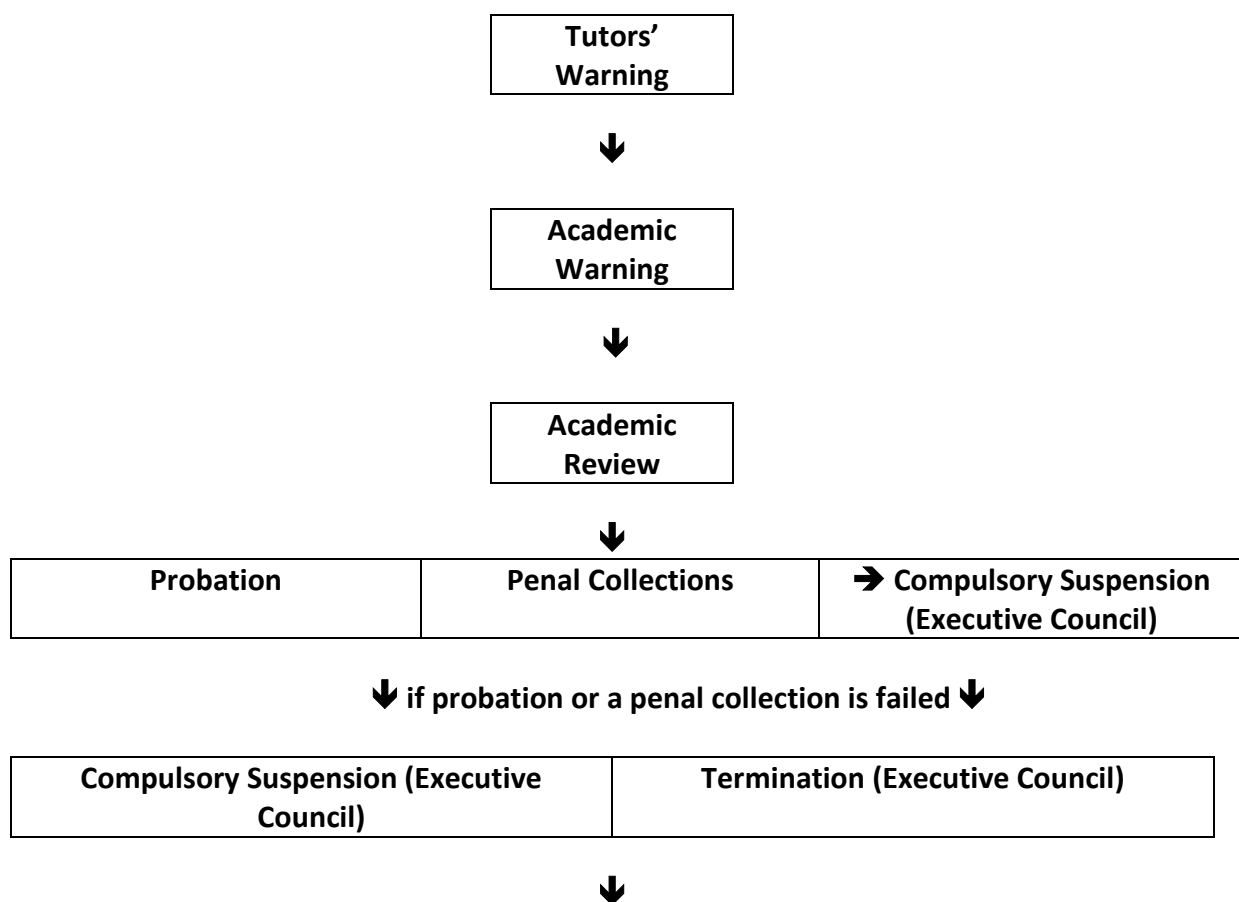 Tutors’
Warning
🡻
Academic
Warning
🡻
Academic
Review
🡻
Probation
Penal Collections
🡺 Compulsory Suspension
(Executive Council)
🡻 if probation or a penal collection is failed 🡻
Compulsory Suspension (Executive
Council)
Termination (Executive Council)
🡻